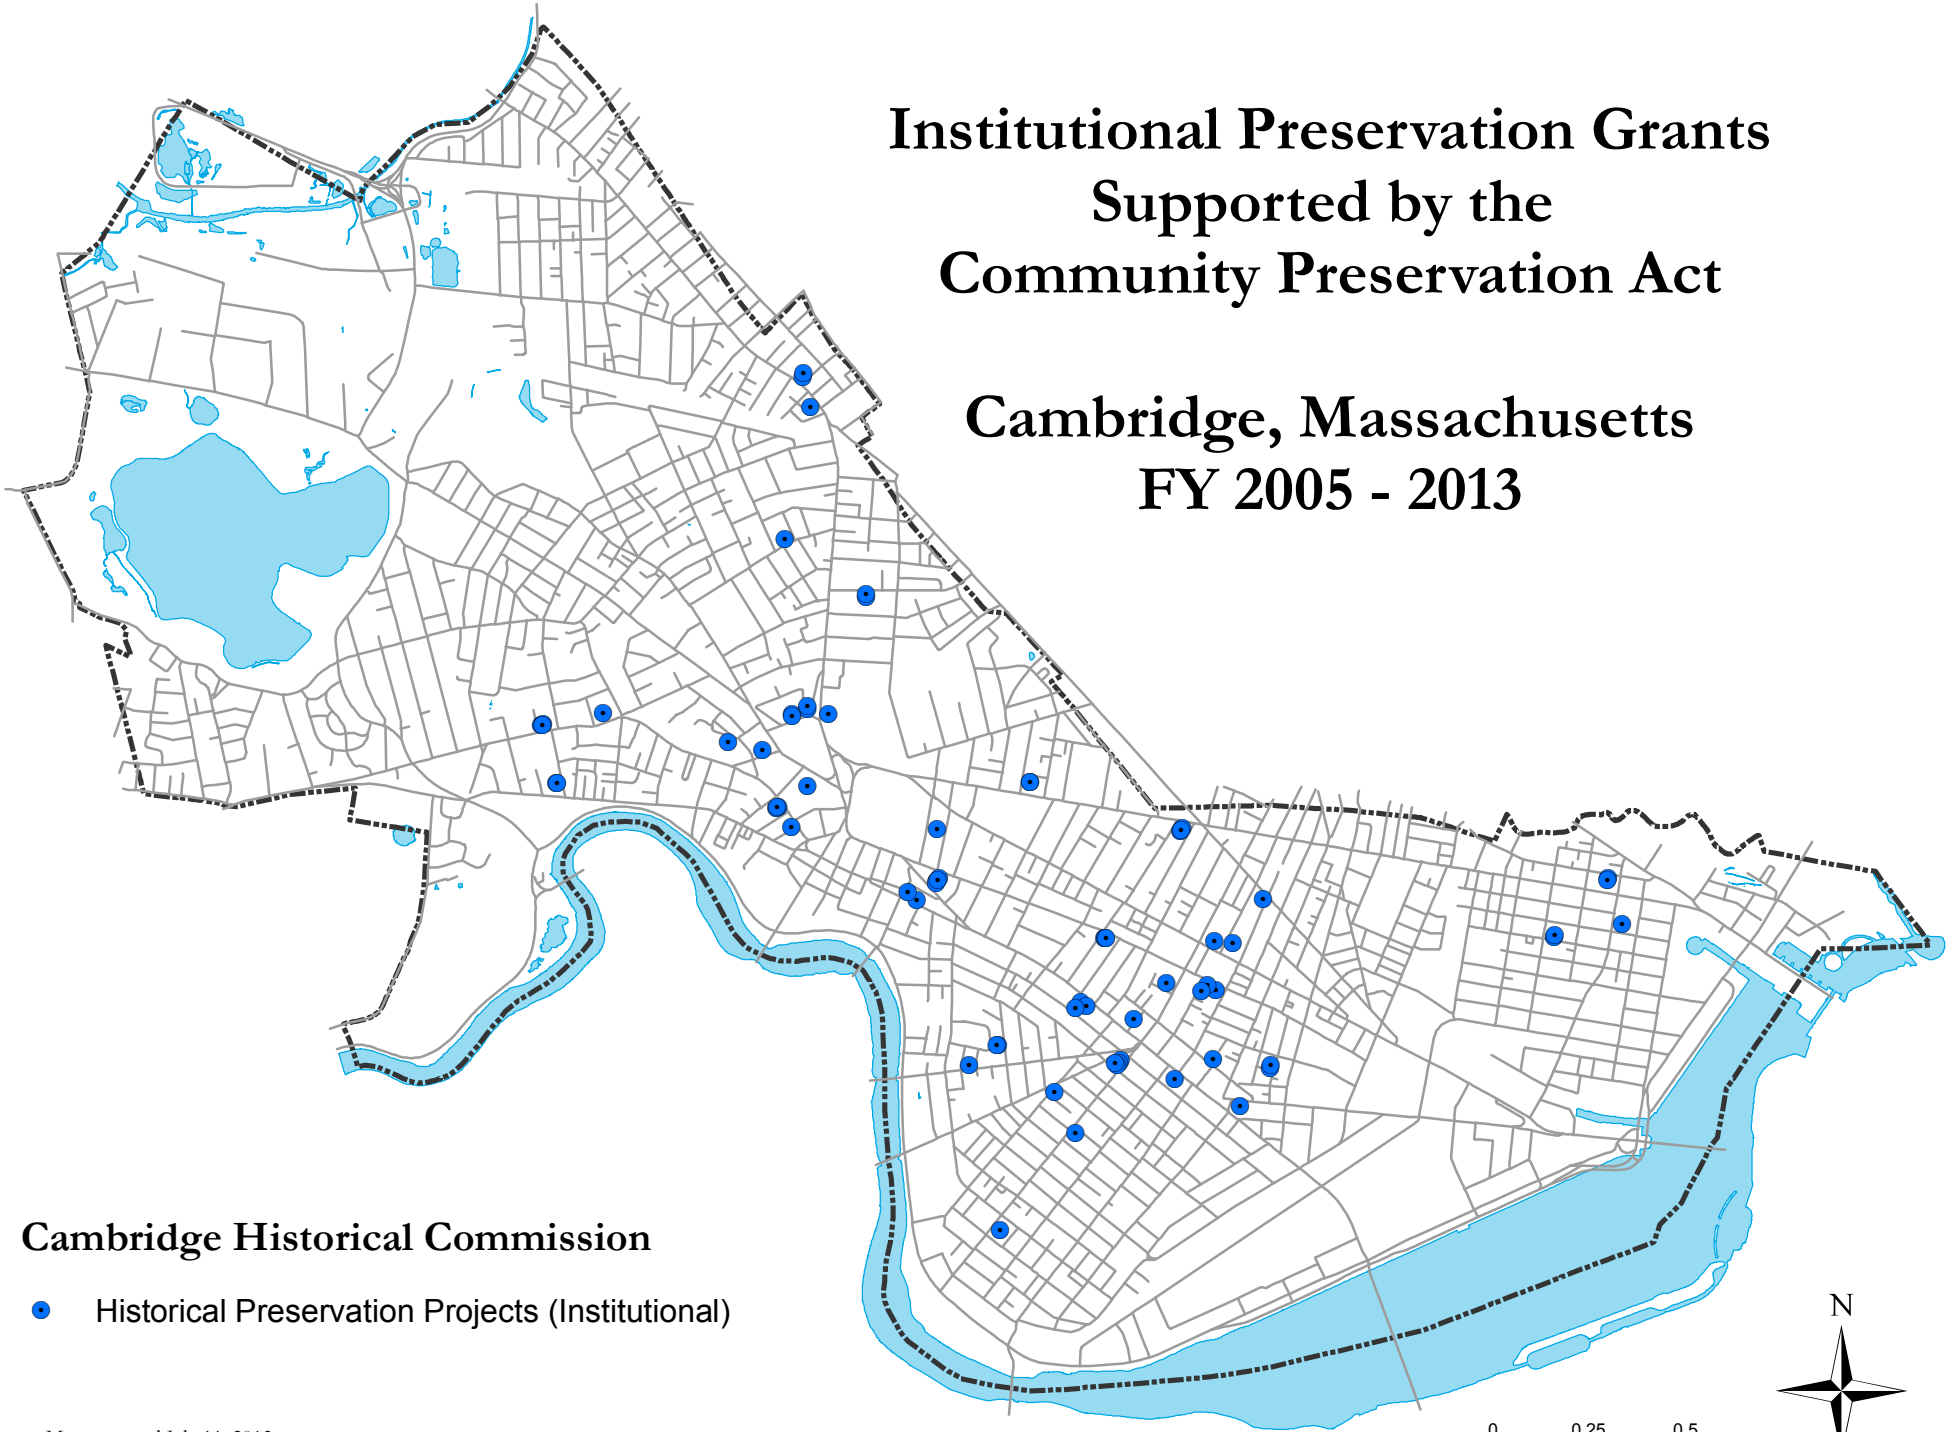 Institutional Preservation Grants
Supported by the
Community Preservation Act
Cambridge, Massachusetts
FY 2005 - 2013
Cambridge Historical Commission
Historical Preservation Projects (Institutional)
N
0 0.25 0.5